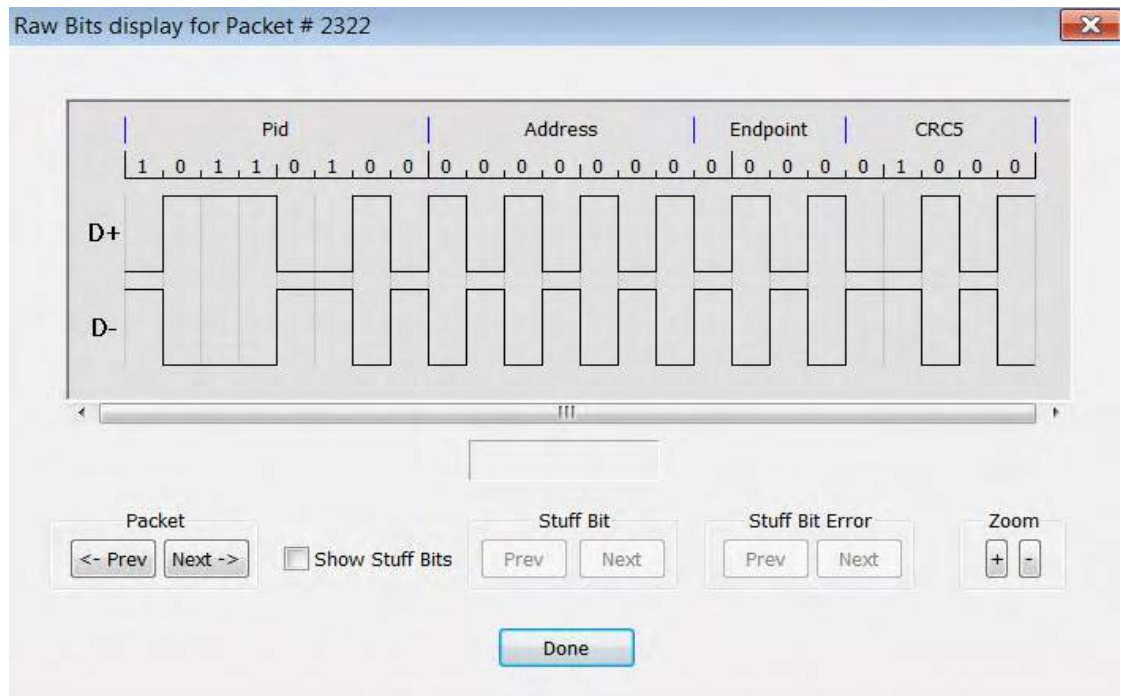 Raw Bits display for Packet # 2322
Pid Address Endpoint CRC5
1 0 1 1 0 1 0 0 0 0 0 0 0 0 0 0 0 0 0 0 1 0 0 0
D+
D-
Packet Stuff Bit Stuff Bit Error Zoom
<- Prev Next -> Show Stuff Bits Prev Next Prev Next + -
Done